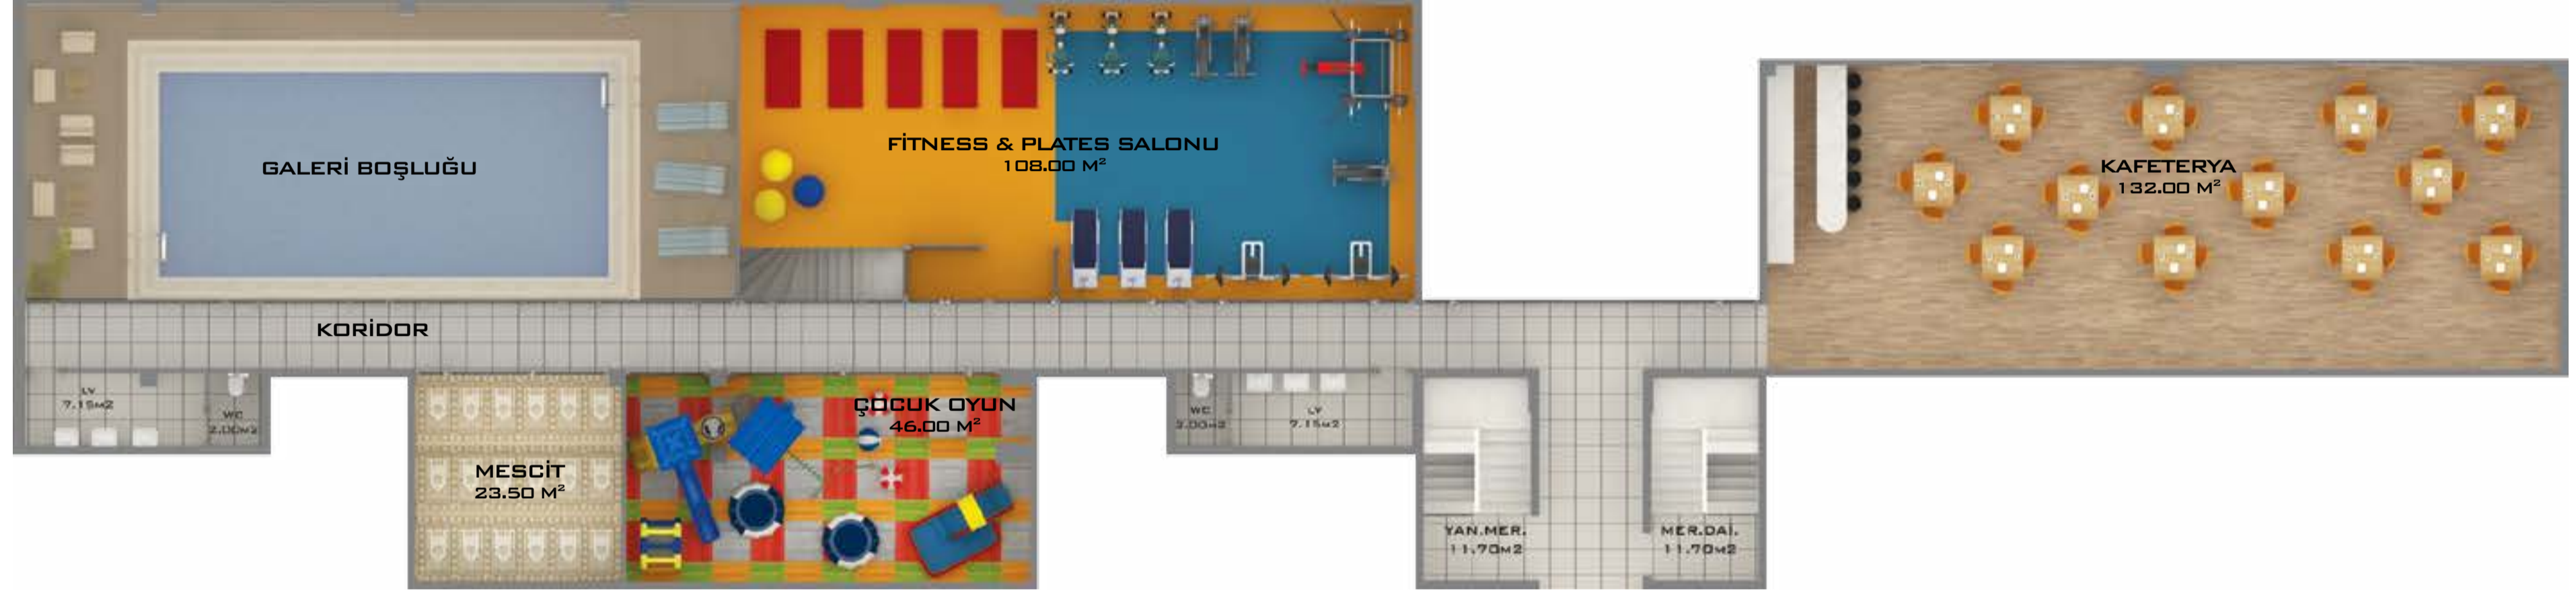 GALERİ BOŞLUĞU
FİTNESS & PLATES SALONU
108.00 M²
KAFETERYA
132.00 M²
KORİDOR
LV
7.15M2
WC
2.00M2
MESCİT
23.50 M²
ÇOCUK OYUN
46.00 M²
WC
2.00M2
LV
7.15M2
YAN.MER.
11.70M2
MER.DAİ.
11.70M2